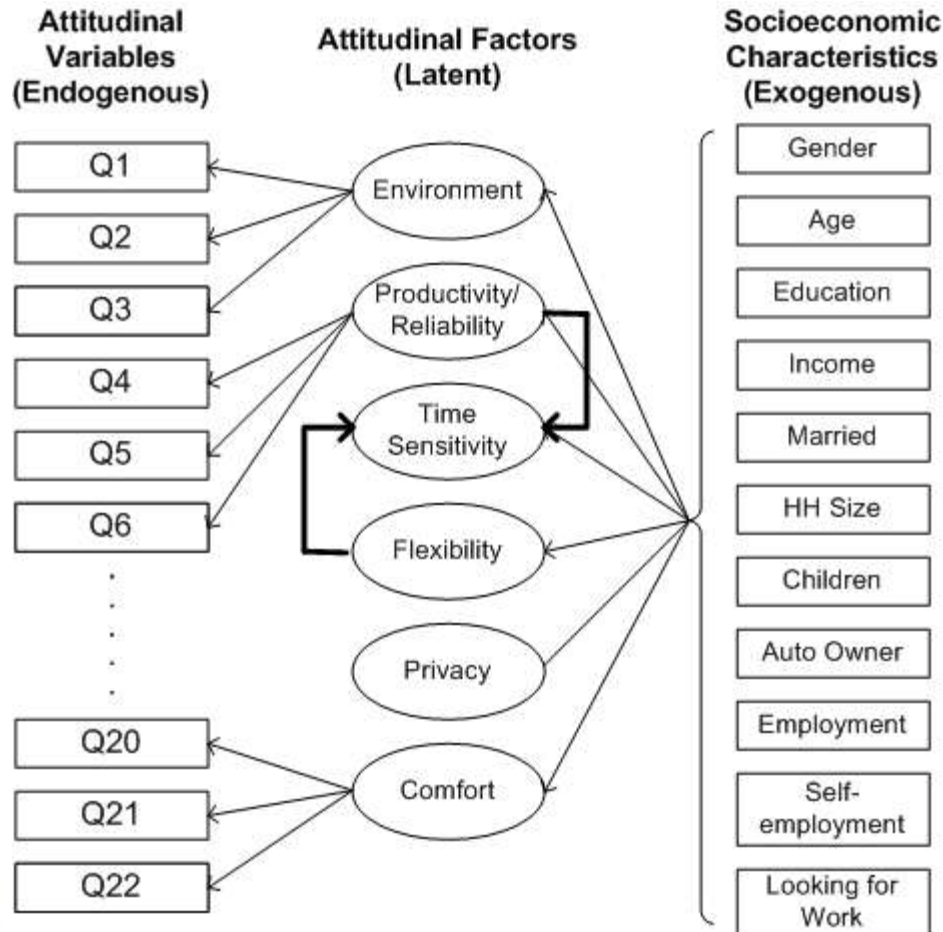 Attitudinal
Variables
(Endogenous)
Q1
Q2
Q3
Q4
Q5
Q6
Q20
Q21
Q22
Attitudinal Factors
(Latent)
Environment
Productivity/
Reliability
Time
Sensitivity
Flexibility
Privacy
Comfort
Socioeconomic
Characteristics
(Exogenous)
Gender
Age
Education
Income
Married
HH Size
Children
Auto Owner
Employment
Self-
employment
Looking for
Work